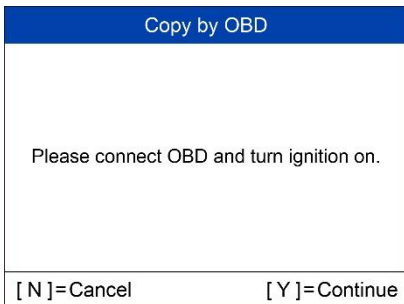 Copy by OBD
Please connect OBD and turn ignition on.
[ N ]=Cancel [ Y ]=Continue